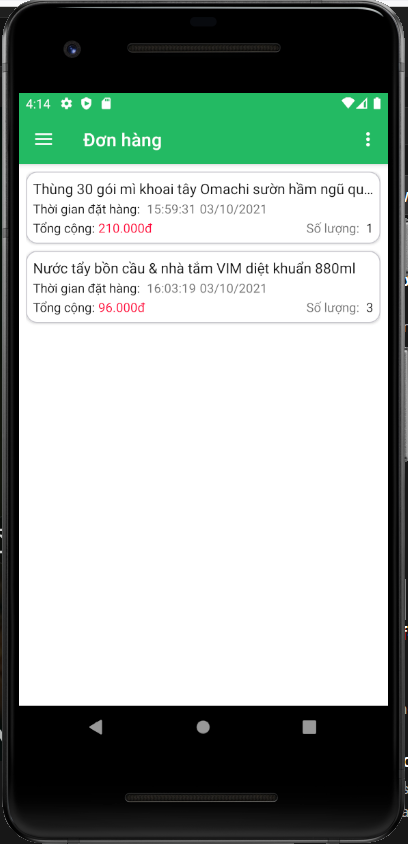 4:14
Đơn hàng
Thùng 30 gói mì khoai tây Omachi sườn hầm ngũ qu...
Thời gian đặt hàng: 15:59:31 03/10/2021
Tổng cộng: 210.000đ Số lượng: 1
Nước tẩy bồn cầu & nhà tắm VIM diệt khuẩn 880ml
Thời gian đặt hàng: 16:03:19 03/10/2021
Tổng cộng: 96.000đ Số lượng: 3